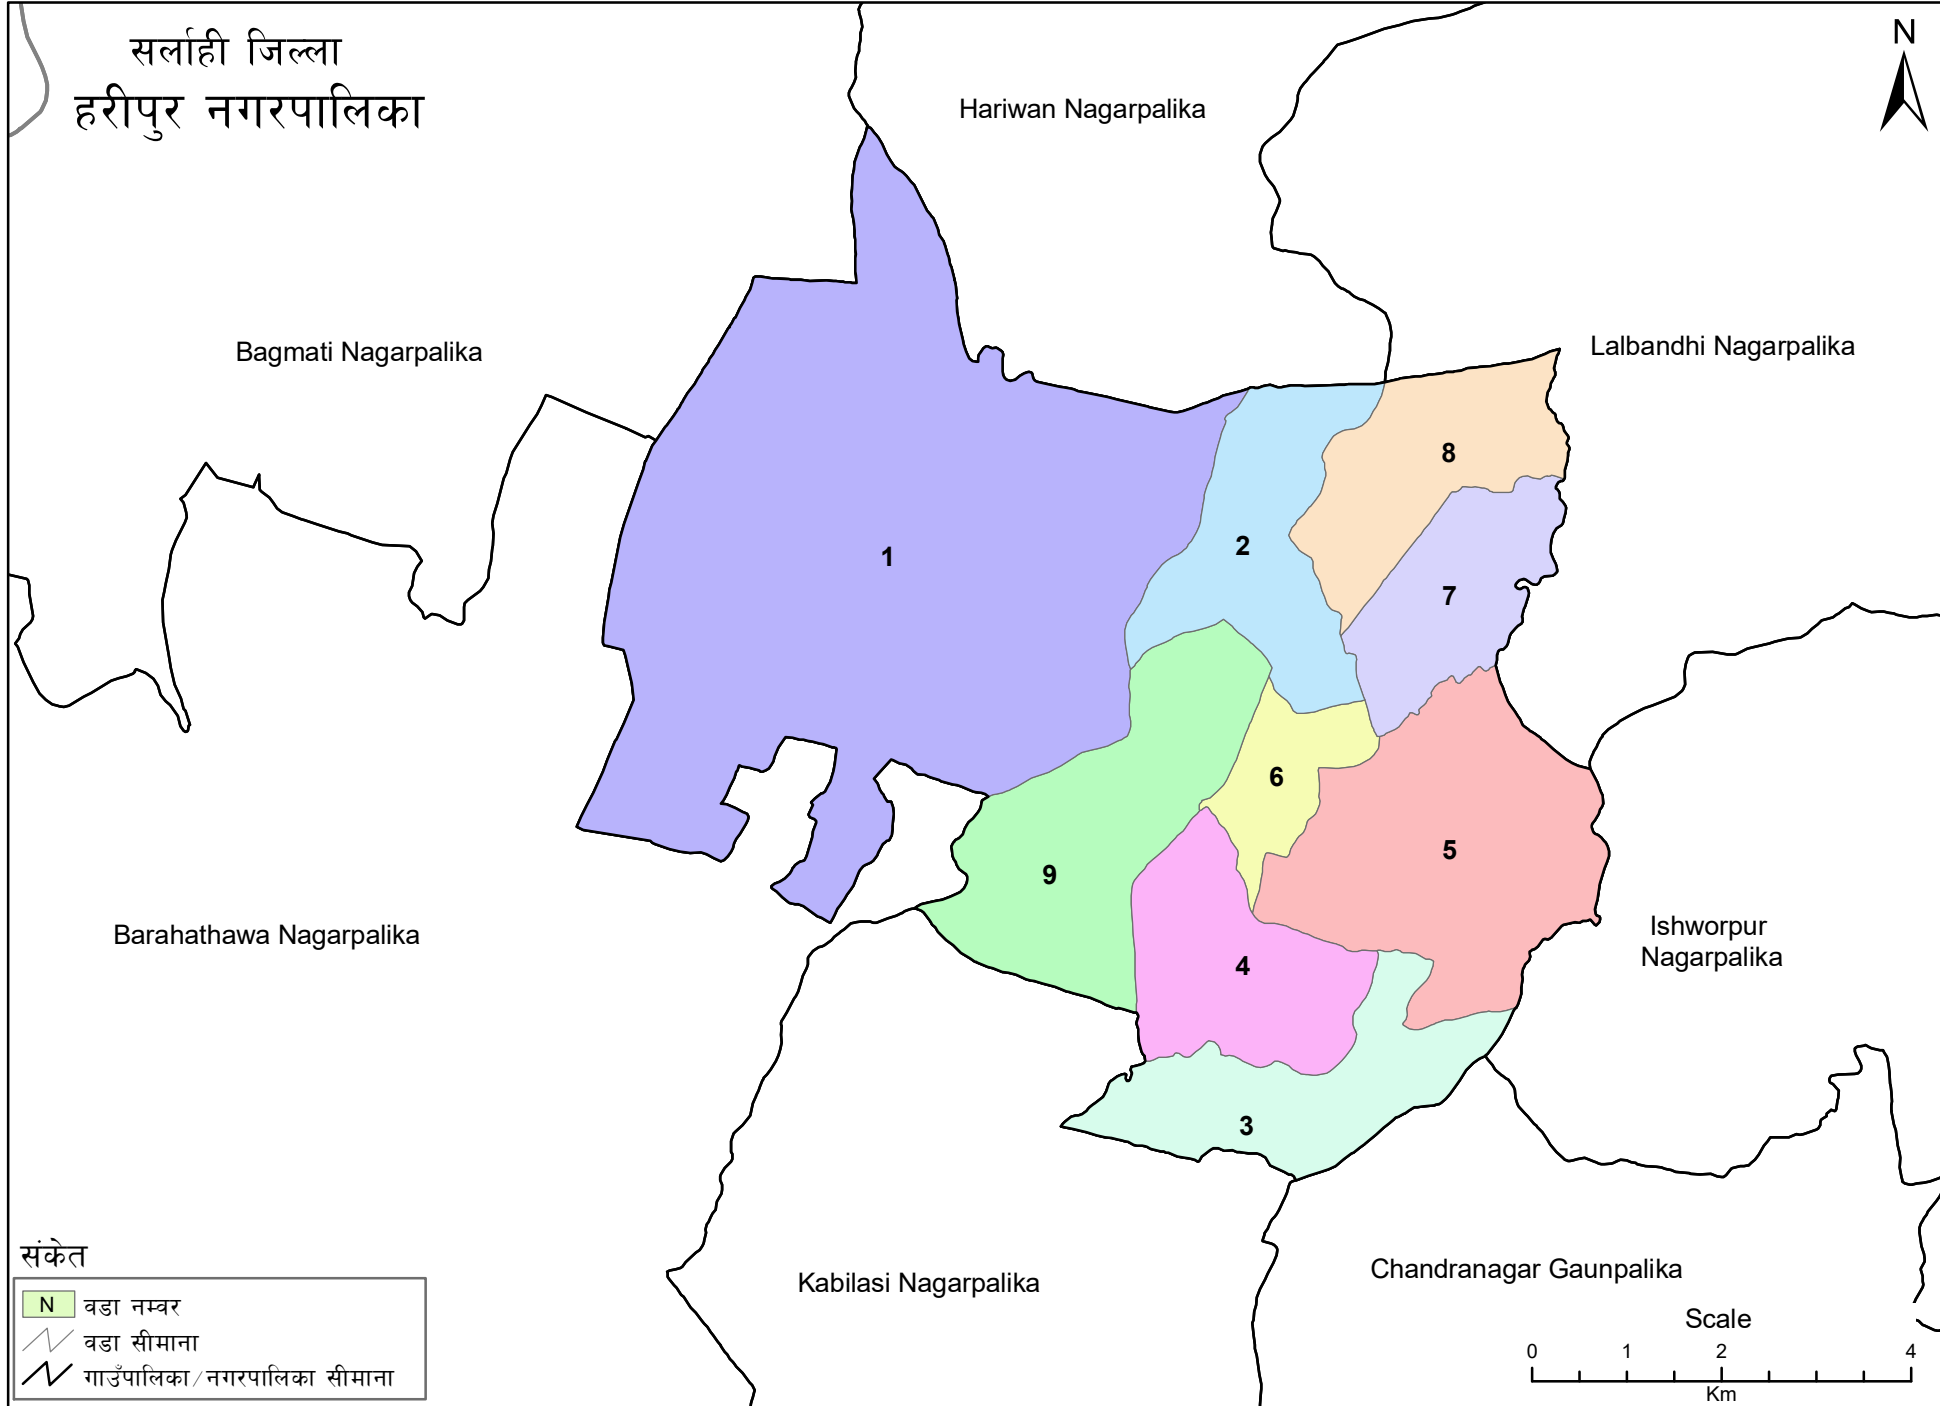 सर्लाही जिल्ला
हरीपुर नगरपालिका
N
Hariwan Nagarpalika
Bagmati Nagarpalika
Lalbandhi Nagarpalika
8
1
2
7
6
5
9
Barahathawa Nagarpalika
Ishworpur
Nagarpalika
4
3
Kabilasi Nagarpalika
Chandranagar Gaunpalika
संकेत
N वडा नम्वर
वडा सीमाना
गाउँपालिका/नगरपालिका सीमाना
Scale
0 1 2 4
Km